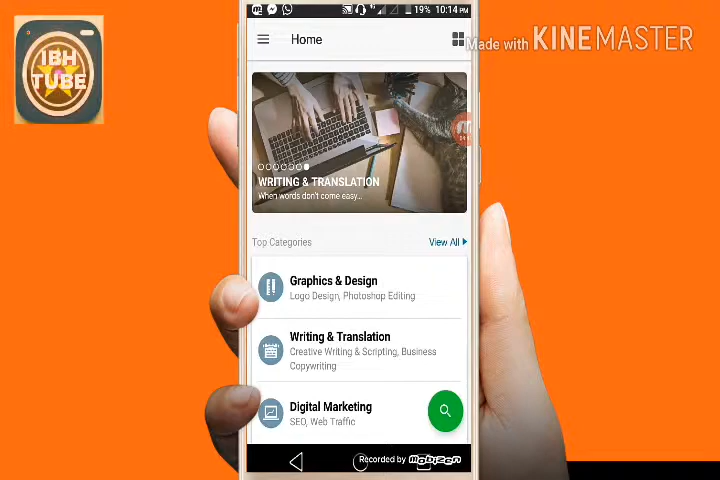 19% 10:14 PM
Home
Made with KINEMASTER
IBH
TUBE
WRITING & TRANSLATION
When words don't come easy...
Top Categories
View All
Graphics & Design
Logo Design, Photoshop Editing
Writing & Translation
Creative Writing & Scripting, Business
Copywriting
Digital Marketing
SEO, Web Traffic
Recorded by mobizen